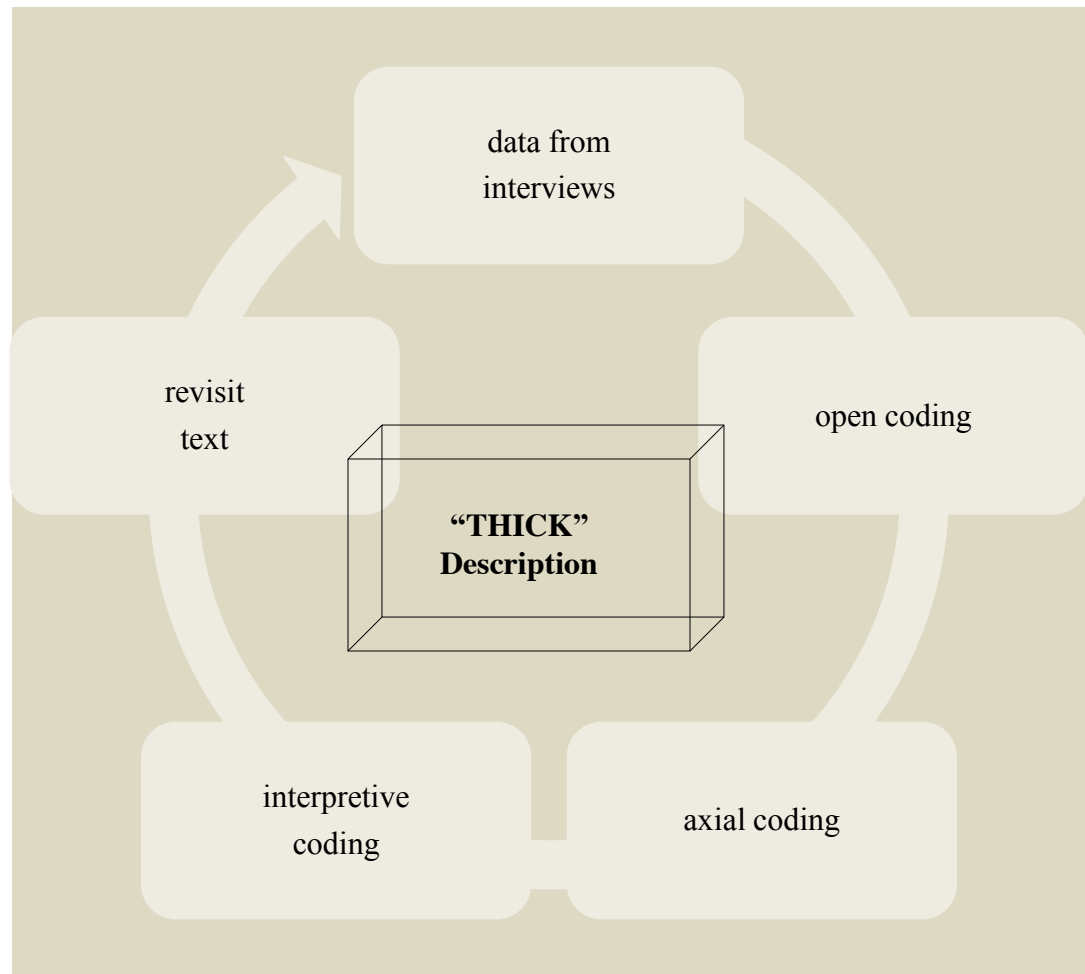 data from
interviews
open coding
axial coding
interpretive
coding
revisit
text
“THICK”
Description